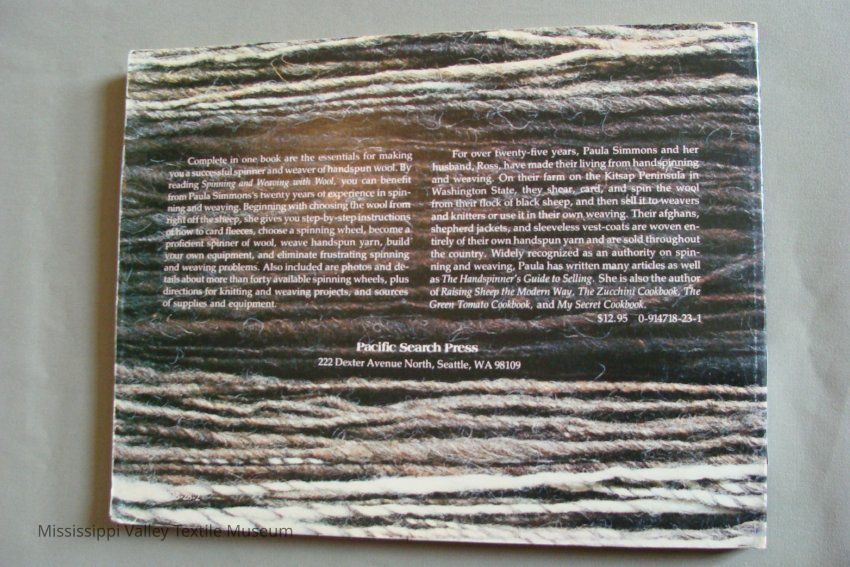 Complete in one book are the essentials for making
you a successful spinner and weaver of handspun wool. By
reading Spinning and Weaving with Wool, you can benefit
from Paula Simmons's twenty years of experience in spin-
ning and weaving. Beginning with choosing the wool from
right off the sheep, she gives you step-by-step instructions
of how to card fleeces, choose a spinning wheel, become a
proficient spinner of wool, weave handspun yarn, build
your own equipment, and eliminate frustrating spinning
and weaving problems. Also included are photos and de-
tails about more than forty available spinning wheels, plus
directions for knitting and weaving projects, and sources
of supplies and equipment.
For over twenty-five years, Paula Simmons and her
husband, Ross, have made their living from handspinning
and weaving. On their farm on the Kitsap Peninsula in
Washington State, they shear, card, and spin the wool
from their flock of black sheep, and then sell it to weavers
and knitters or use it in their own weaving. Their afghans,
shepherd jackets, and sleeveless vest-coats are woven en-
tirely of their own handspun yarn and are sold throughout
the country. Widely recognized as an authority on spin-
ning and weaving, Paula has written many articles as well
as The Handspinner's Guide to Selling. She is also the author
of Raising Sheep the Modern Way, The Zucchini Cookbook, The
Green Tomato Cookbook, and My Secret Cookbook.
$12.95 0-914718-23-1
Pacific Search Press
222 Dexter Avenue North, Seattle, WA 98109
Mississippi Valley Textile Museum